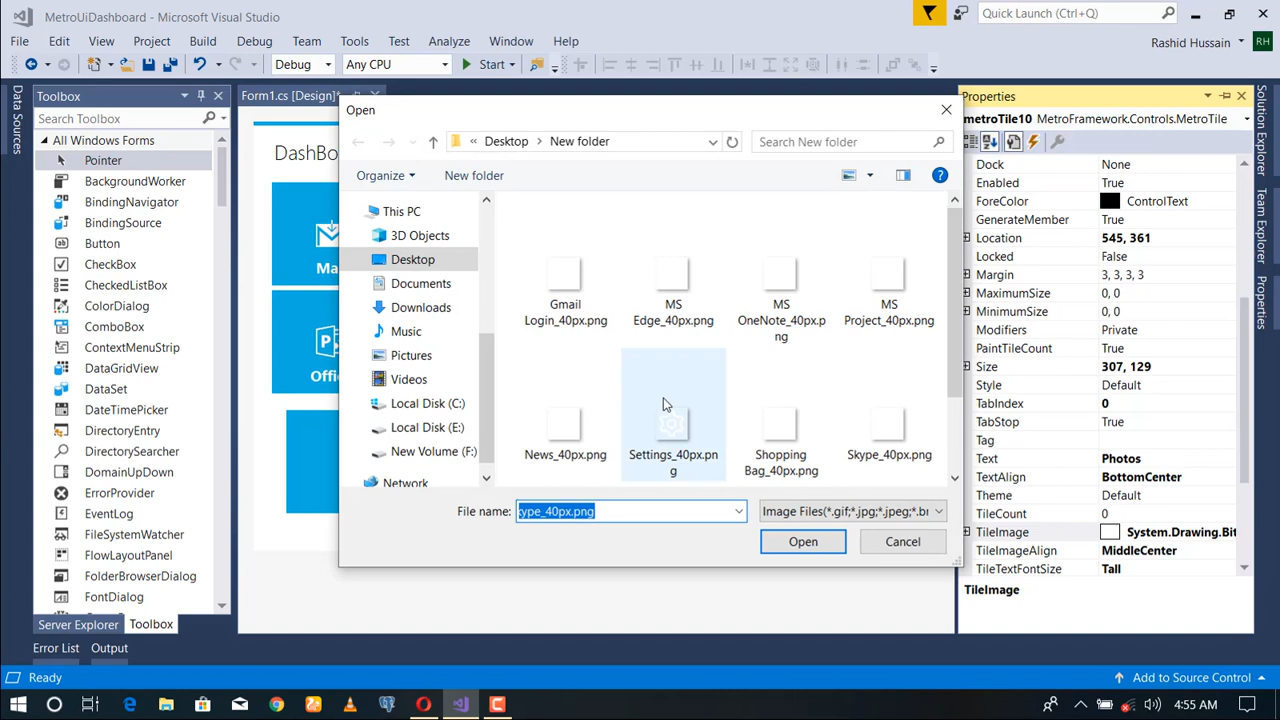 MetroUiDashboard - Microsoft Visual Studio
Quick Launch (Ctrl+Q)
File Edit View Project Build Debug Team Tools Test Analyze Window Help
Rashid Hussain RH
Debug Any CPU Start
Data Sources
Toolbox
Search Toolbox
All Windows Forms
Pointer
BackgroundWorker
BindingNavigator
BindingSource
Button
CheckBox
CheckedListBox
ColorDialog
ComboBox
ContextMenuStrip
DataGridView
DataSet
DateTimePicker
DirectoryEntry
DirectorySearcher
DomainUpDown
ErrorProvider
EventLog
FileSystemWatcher
FlowLayoutPanel
FolderBrowserDialog
FontDialog
Server Explorer Toolbox
Form1.cs [Design]*
DashBo
Ma
Offi
Open
« Desktop › New folder
Search New folder
Organize New folder
This PC
3D Objects
Desktop
Documents
Downloads
Music
Pictures
Videos
Local Disk (C:)
Local Disk (E:)
New Volume (F:)
Network
Gmail
Login_40px.png
MS
Edge_40px.png
MS
OneNote_40px.p
ng
MS
Project_40px.png
News_40px.png
Settings_40px.pn
g
Shopping
Bag_40px.png
Skype_40px.png
File name: ype_40px.png
Image Files(*.gif;*.jpg;*.jpeg;*.b
Open Cancel
Properties
metroTile10 MetroFramework.Controls.MetroTile
Dock None
Enabled True
ForeColor ControlText
GenerateMember True
Location 545, 361
Locked False
Margin 3, 3, 3, 3
MaximumSize 0, 0
MinimumSize 0, 0
Modifiers Private
PaintTileCount True
Size 307, 129
Style Default
TabIndex 0
TabStop True
Tag
Text Photos
TextAlign BottomCenter
Theme Default
TileCount 0
TileImage System.Drawing.Bit
TileImageAlign MiddleCenter
TileTextFontSize Tall
TileImage
Solution Explorer
Team Explorer
Properties
Error List Output
Ready
Add to Source Control
4:55 AM